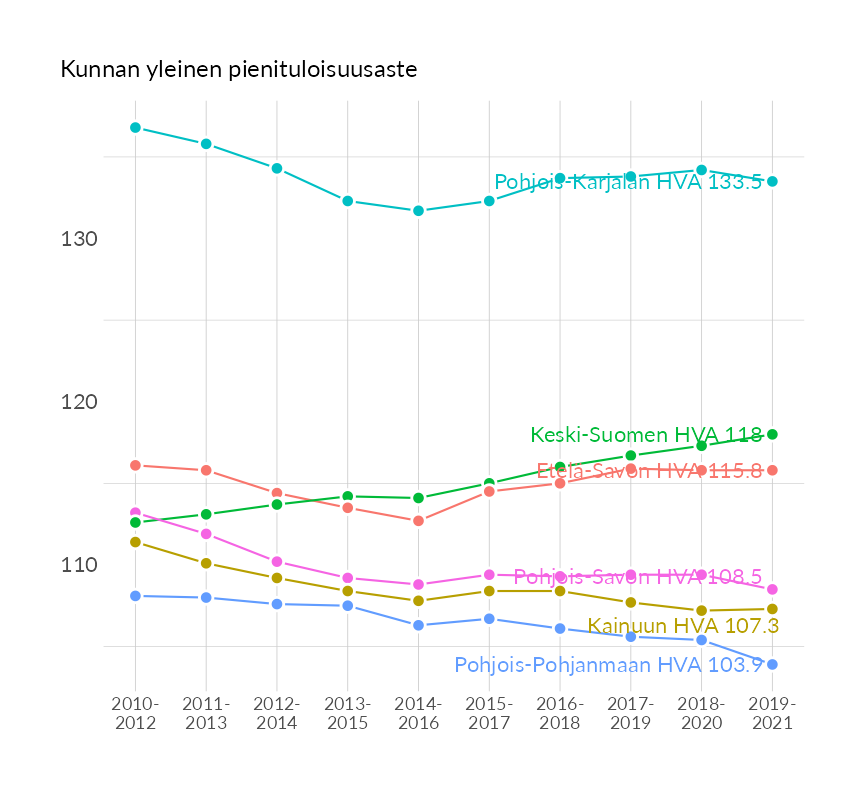 Kunnan yleinen pienituloisuusaste
Pohjois-Karjalan HVA 133.5
130
120
Keski-Suomen HVA 118
Etelä-Savon HVA 115.8
110
Pohjois-Savon HVA 108.5
Kainuun HVA 107.3
Pohjois-Pohjanmaan HVA 103.9
2010-2012 2011-2013 2012-2014 2013-2015 2014-2016 2015-2017 2016-2018 2017-2019 2018-2020 2019-2021